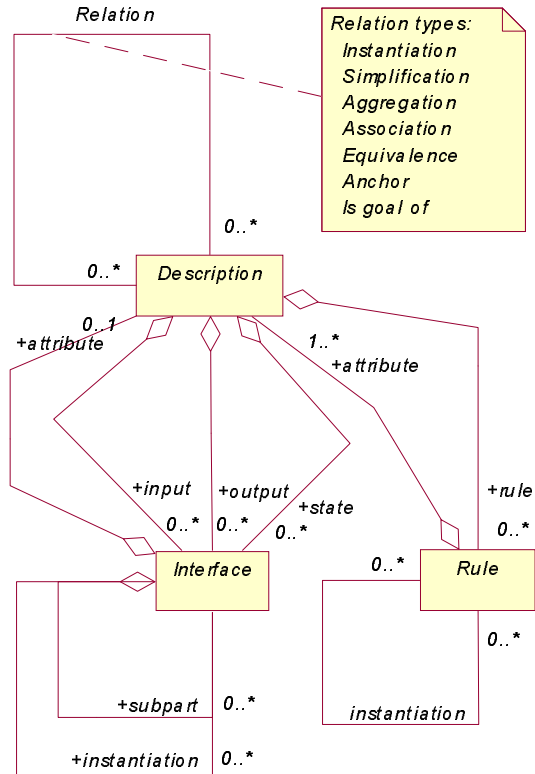 Relation
Relation types:
Instantiation
Simplification
Aggregation
Association
Equivalence
Anchor
Is goal of
0..*
0..*
Description
0..1
+attribute
1..*
+attribute
+input
+output
+state
+rule
0..*
0..*
0..*
0..*
Interface
Rule
0..*
0..*
+subpart
0..*
instantiation
+instantiation
0..*